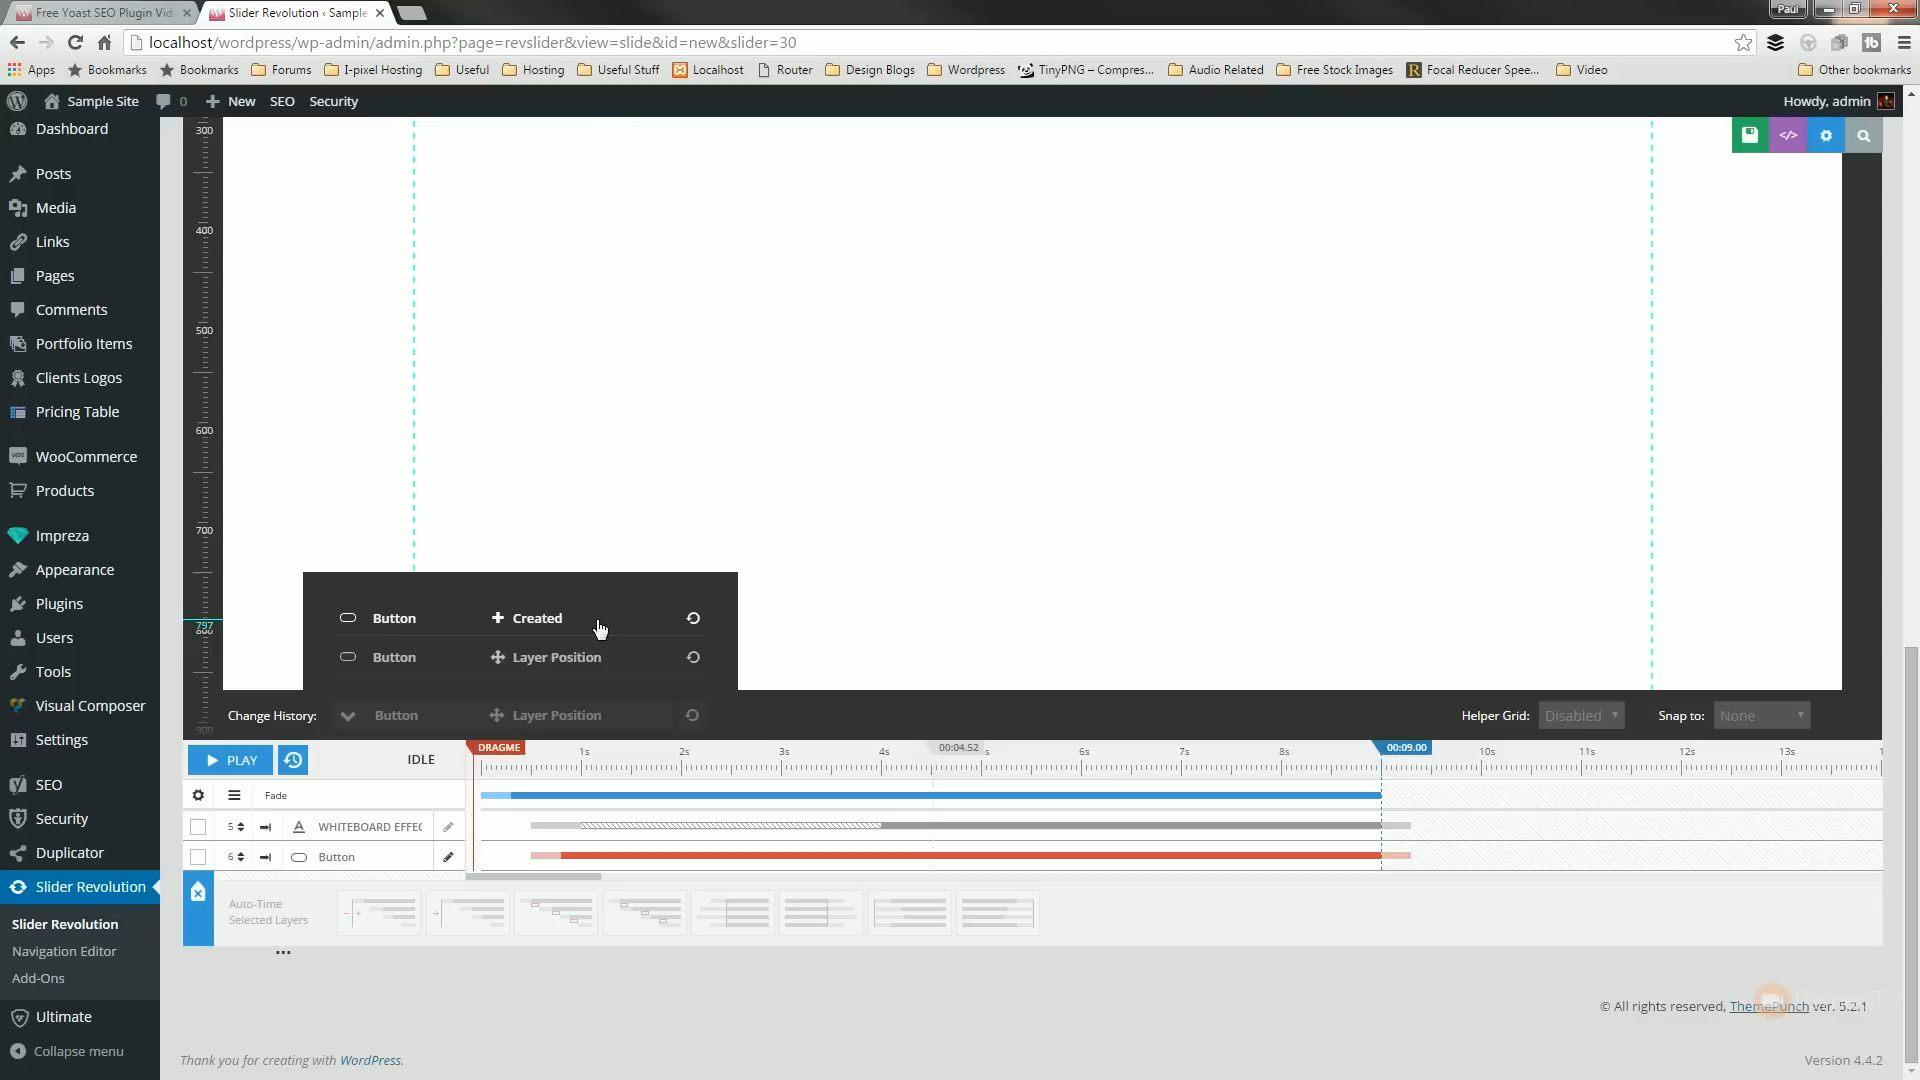 Free Yoast SEO Plugin Vid
Slider Revolution ‹ Sample
Paul
localhost/wordpress/wp-admin/admin.php?page=revslider&view=slide&id=new&slider=30
Apps Bookmarks Bookmarks Forums I-pixel Hosting Useful Hosting Useful Stuff Localhost Router Design Blogs Wordpress TinyPNG – Compres... Audio Related Free Stock Images Focal Reducer Spee... Video Other bookmarks
Sample Site 0 New SEO Security Howdy, admin
Dashboard
Posts
Media
Links
Pages
Comments
Portfolio Items
Clients Logos
Pricing Table
WooCommerce
Products
Impreza
Appearance
Plugins
Users
Tools
Visual Composer
Settings
SEO
Security
Duplicator
Slider Revolution
Slider Revolution
Navigation Editor
Add-Ons
Ultimate
Collapse menu
300
400
500
600
700
797
900
Button Created
Button Layer Position
Change History: Button Layer Position
Helper Grid: Disabled Snap to: None
PLAY IDLE
DRAGME 1s 2s 3s 4s 00:04.52 s 6s 7s 8s 00:09.00 10s 11s 12s 13s
Fade
5 WHITEBOARD EFFEC
6 Button
Auto-Time
Selected Layers
...
© All rights reserved, ThemePunch ver. 5.2.1
Thank you for creating with WordPress.
Version 4.4.2